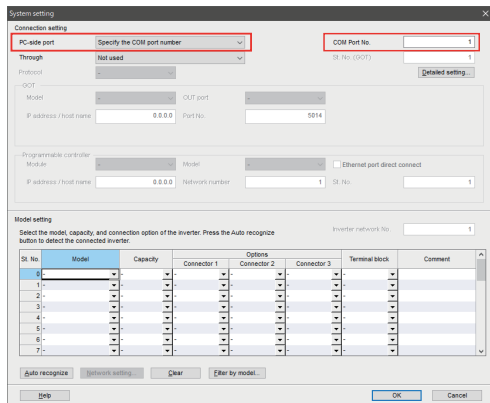 System setting
Connection setting
PC-side port Specify the COM port number COM Port No. 1
Through Not used St. No. (GOT) 1
Protocol - Detailed setting...
GOT
Model - OUT port -
IP address / host name 0.0.0.0 Port No. 5014
Programmable controller
Module - Model - Ethernet port direct connect
IP address / host name 0.0.0.0 Network number 1 St. No. 1
Model setting
Select the model, capacity, and connection option of the inverter. Press the Auto recognize Inverter network No. 1
button to detect the connected inverter.
St. No. Model Capacity Options Terminal block Comment
Connector 1 Connector 2 Connector 3
0 - - - - - -
1 - - - - - -
2 - - - - - -
3 - - - - - -
4 - - - - - -
5 - - - - - -
6 - - - - - -
7 - - - - - -
Auto recognize Network setting... Clear Filter by model...
Help OK Cancel